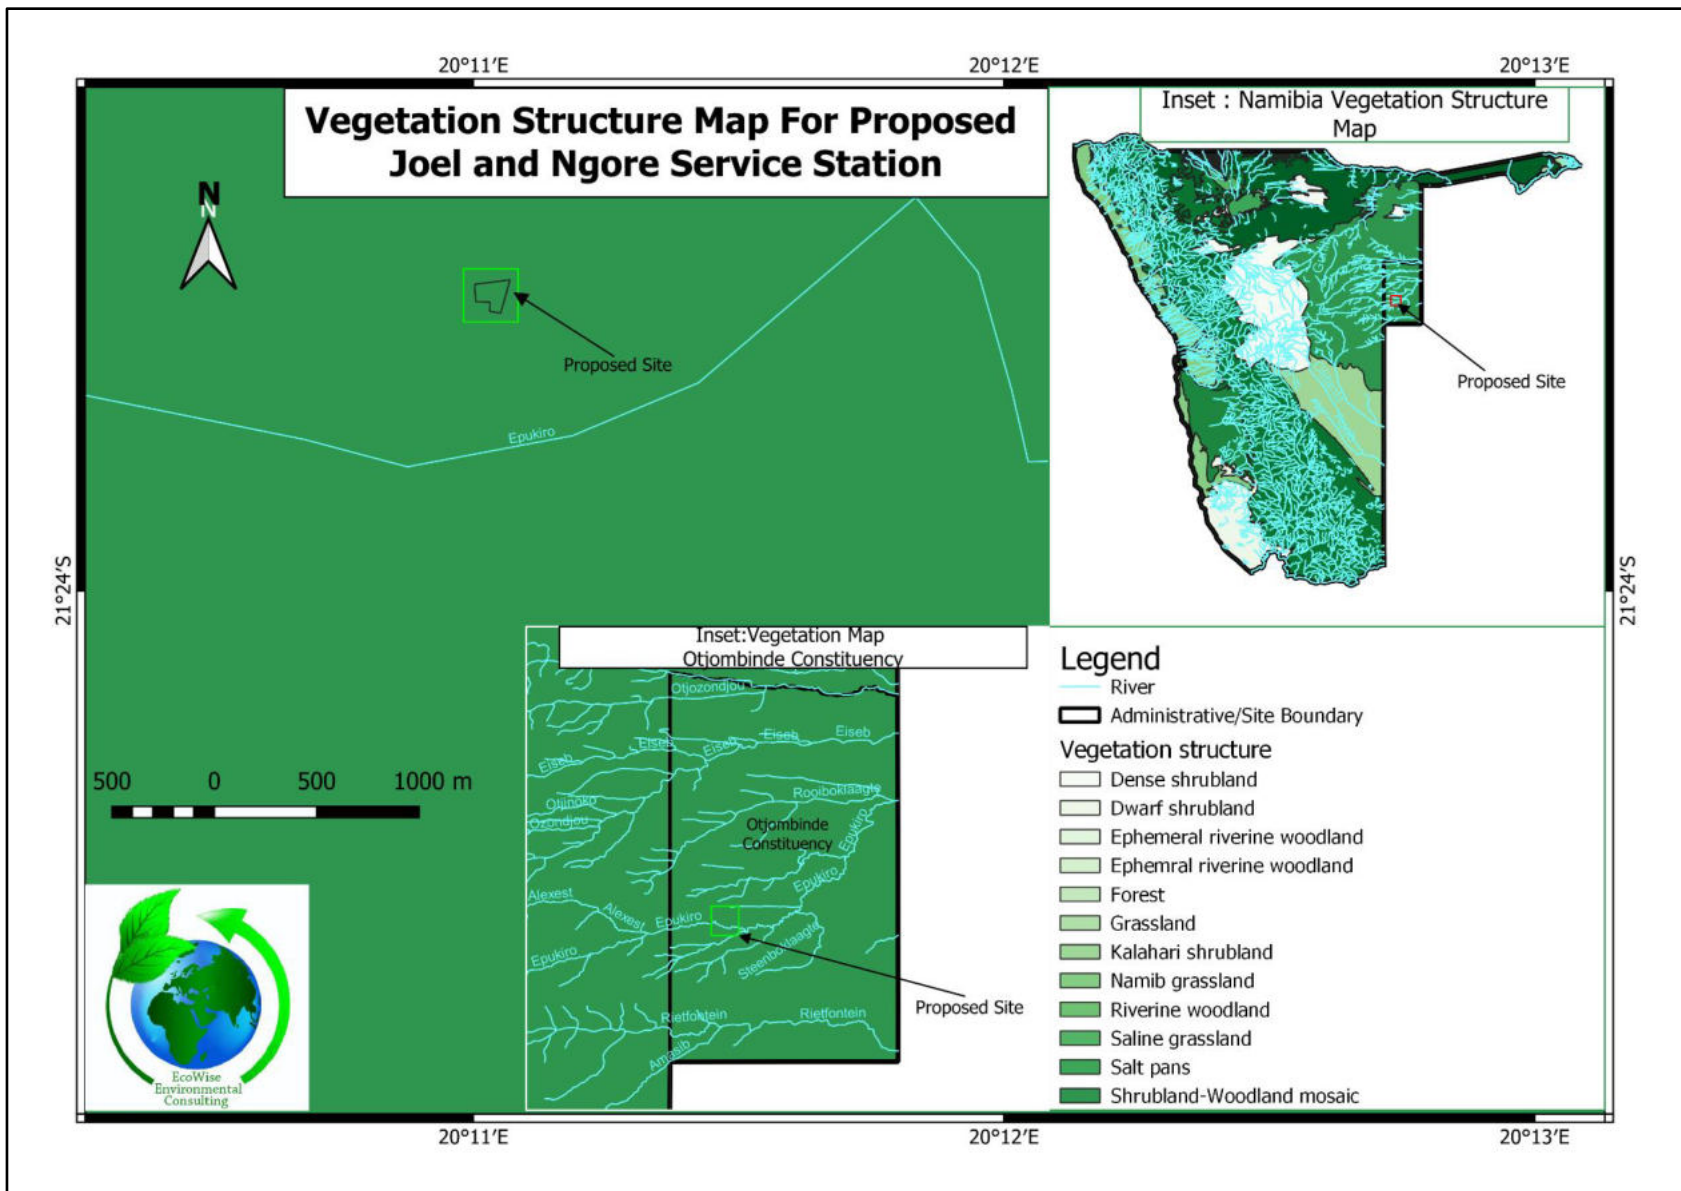 20°11'E
20°12'E
20°13'E
Vegetation Structure Map For Proposed
Joel and Ngore Service Station
Inset : Namibia Vegetation Structure
Map
N
N
Proposed Site
Proposed Site
Epukiro
21°24'S
21°24'S
Inset:Vegetation Map
Otjombinde Constituency
Otjozondjou
Eiseb
Eiseb
Eiseb
Eiseb
Eiseb
Otjinoko
Ozondjou
Rooiboklaagte
Otjombinde
Constituency
Epukiro
Epukiro
Alexest
Alexest
Epukiro
Epukiro
Steenboklaagte
Proposed Site
Rietfontein
Rietfontein
Amasib
500 0 500 1000 m
EcoWise
Environmental
Consulting
Legend
River
Administrative/Site Boundary
Vegetation structure
Dense shrubland
Dwarf shrubland
Ephemeral riverine woodland
Ephemral riverine woodland
Forest
Grassland
Kalahari shrubland
Namib grassland
Riverine woodland
Saline grassland
Salt pans
Shrubland-Woodland mosaic
20°11'E
20°12'E
20°13'E